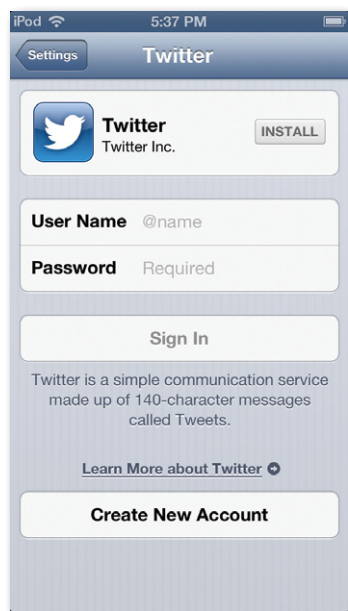 iPod 5:37 PM
Settings Twitter
Twitter
Twitter Inc.
INSTALL
User Name @name
Password Required
Sign In
Twitter is a simple communication service
made up of 140-character messages
called Tweets.
Learn More about Twitter
Create New Account